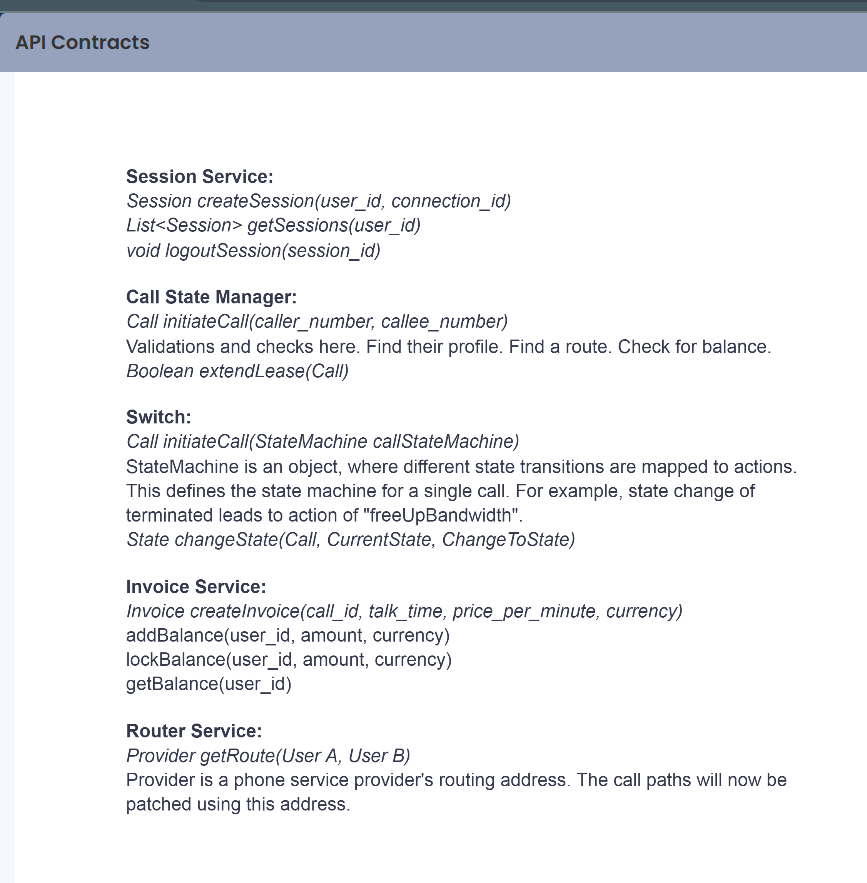 API Contracts
Session Service:
Session createSession(user_id, connection_id)
List<Session> getSessions(user_id)
void logoutSession(session_id)
Call State Manager:
Call initiateCall(caller_number, callee_number)
Validations and checks here. Find their profile. Find a route. Check for balance.
Boolean extendLease(Call)
Switch:
Call initiateCall(StateMachine callStateMachine)
StateMachine is an object, where different state transitions are mapped to actions.
This defines the state machine for a single call. For example, state change of
terminated leads to action of "freeUpBandwidth".
State changeState(Call, CurrentState, ChangeToState)
Invoice Service:
Invoice createInvoice(call_id, talk_time, price_per_minute, currency)
addBalance(user_id, amount, currency)
lockBalance(user_id, amount, currency)
getBalance(user_id)
Router Service:
Provider getRoute(User A, User B)
Provider is a phone service provider's routing address. The call paths will now be
patched using this address.